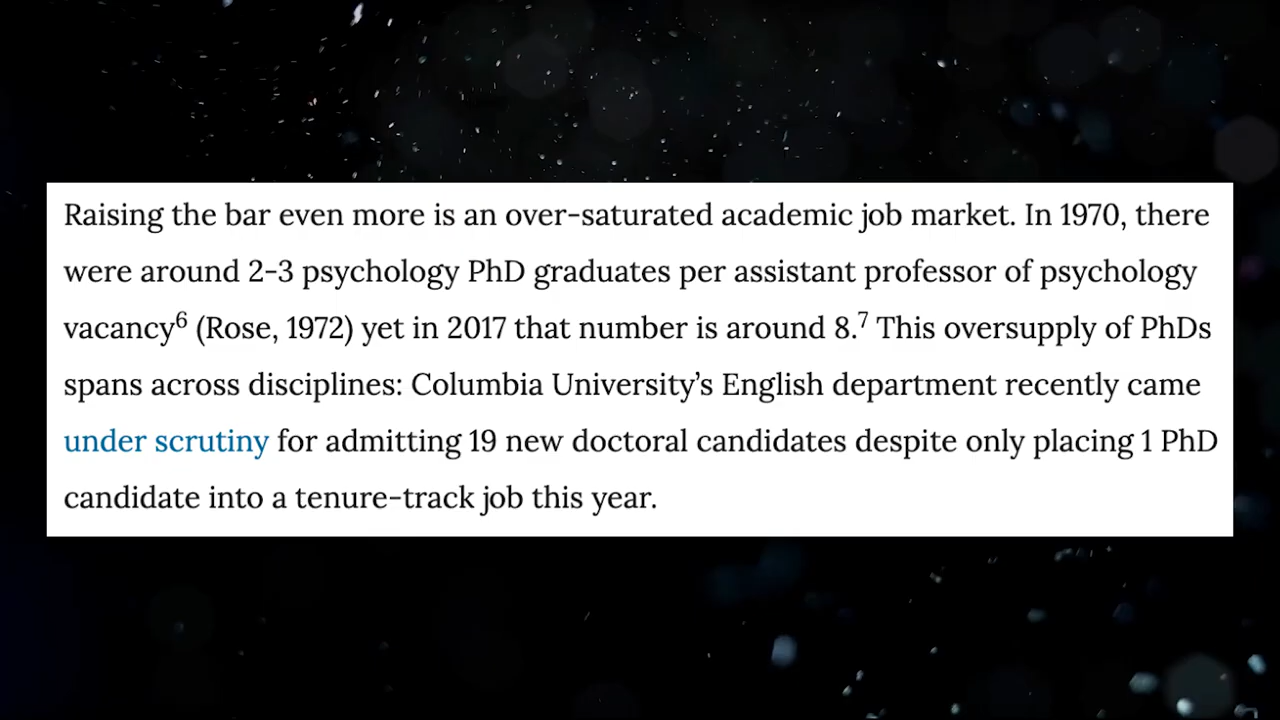 Raising the bar even more is an over-saturated academic job market. In 1970, there
were around 2-3 psychology PhD graduates per assistant professor of psychology
vacancy⁶ (Rose, 1972) yet in 2017 that number is around 8.⁷ This oversupply of PhDs
spans across disciplines: Columbia University’s English department recently came
under scrutiny for admitting 19 new doctoral candidates despite only placing 1 PhD
candidate into a tenure-track job this year.